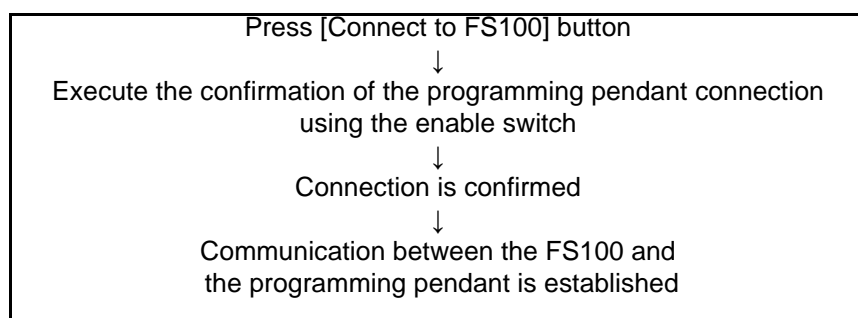 Press [Connect to FS100] button
↓
Execute the confirmation of the programming pendant connection
using the enable switch
↓
Connection is confirmed
↓
Communication between the FS100 and
the programming pendant is established